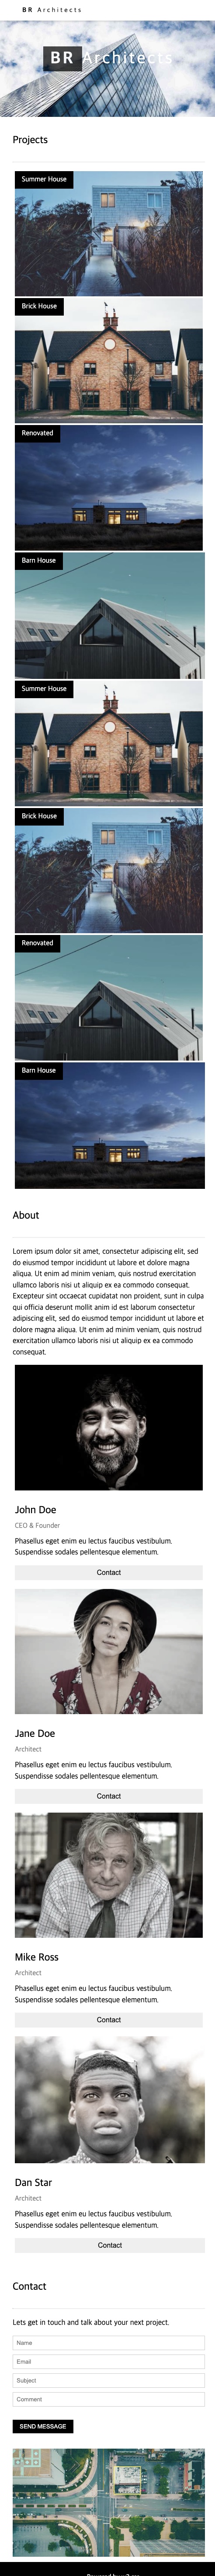 BR Architects
BR Architects
Projects
Summer House
Brick House
Renovated
Barn House
Summer House
Brick House
Renovated
Barn House
About
Lorem ipsum dolor sit amet, consectetur adipiscing elit, sed
do eiusmod tempor incididunt ut labore et dolore magna
aliqua. Ut enim ad minim veniam, quis nostrud exercitation
ullamco laboris nisi ut aliquip ex ea commodo consequat.
Excepteur sint occaecat cupidatat non proident, sunt in culpa
qui officia deserunt mollit anim id est laborum consectetur
adipiscing elit, sed do eiusmod tempor incididunt ut labore et
dolore magna aliqua. Ut enim ad minim veniam, quis nostrud
exercitation ullamco laboris nisi ut aliquip ex ea commodo
consequat.
John Doe
CEO & Founder
Phasellus eget enim eu lectus faucibus vestibulum.
Suspendisse sodales pellentesque elementum.
Contact
Jane Doe
Architect
Phasellus eget enim eu lectus faucibus vestibulum.
Suspendisse sodales pellentesque elementum.
Contact
Mike Ross
Architect
Phasellus eget enim eu lectus faucibus vestibulum.
Suspendisse sodales pellentesque elementum.
Contact
Dan Star
Architect
Phasellus eget enim eu lectus faucibus vestibulum.
Suspendisse sodales pellentesque elementum.
Contact
Contact
Lets get in touch and talk about your next project.
Name
Email
Subject
Comment
SEND MESSAGE